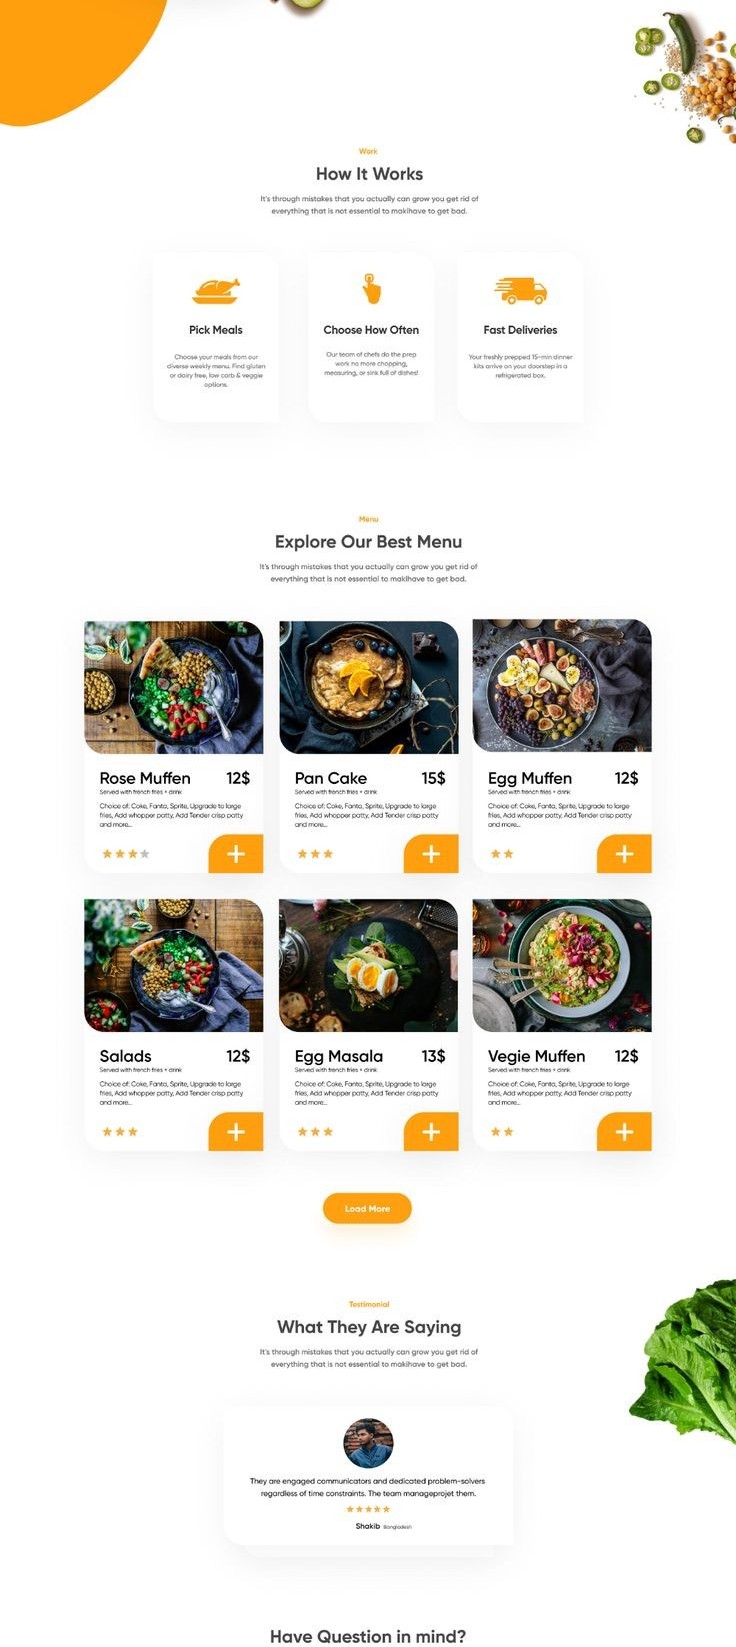 Work
How It Works
It's through mistakes that you actually can grow you get rid of
everything that is not essential to makihave to get bad.
Pick Meals
Choose your meals from our
diverse weekly menu. Find gluten
or dairy free, low carb & veggie
options.
Choose How Often
Our team of chefs do the prep
work no more chopping,
measuring, or sink full of dishes!
Fast Deliveries
Your freshly prepped 15-min dinner
kits arrive on your doorstep in a
refrigerated box.
Menu
Explore Our Best Menu
It's through mistakes that you actually can grow you get rid of
everything that is not essential to makihave to get bad.
Rose Muffen 12$
Served with french fries + drink
Choice of: Coke, Fanta, Sprite, Upgrade to large
fries, Add whopper patty, Add Tender crisp patty
and more...
Pan Cake 15$
Served with french fries + drink
Choice of: Coke, Fanta, Sprite, Upgrade to large
fries, Add whopper patty, Add Tender crisp patty
and more...
Egg Muffen 12$
Served with french fries + drink
Choice of: Coke, Fanta, Sprite, Upgrade to large
fries, Add whopper patty, Add Tender crisp patty
and more...
Salads 12$
Served with french fries + drink
Choice of: Coke, Fanta, Sprite, Upgrade to large
fries, Add whopper patty, Add Tender crisp patty
and more...
Egg Masala 13$
Served with french fries + drink
Choice of: Coke, Fanta, Sprite, Upgrade to large
fries, Add whopper patty, Add Tender crisp patty
and more...
Vegie Muffen 12$
Served with french fries + drink
Choice of: Coke, Fanta, Sprite, Upgrade to large
fries, Add whopper patty, Add Tender crisp patty
and more...
Load More
Testimonial
What They Are Saying
It's through mistakes that you actually can grow you get rid of
everything that is not essential to makihave to get bad.
They are engaged communicators and dedicated problem-solvers
regardless of time constraints. The team manageprojet them.
Shakib Bangladesh
Have Question in mind?